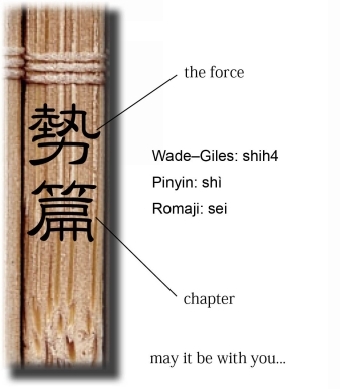 勢
篇
the force
Wade–Giles: shih4
Pinyin: shì
Romaji: sei
chapter
may it be with you...